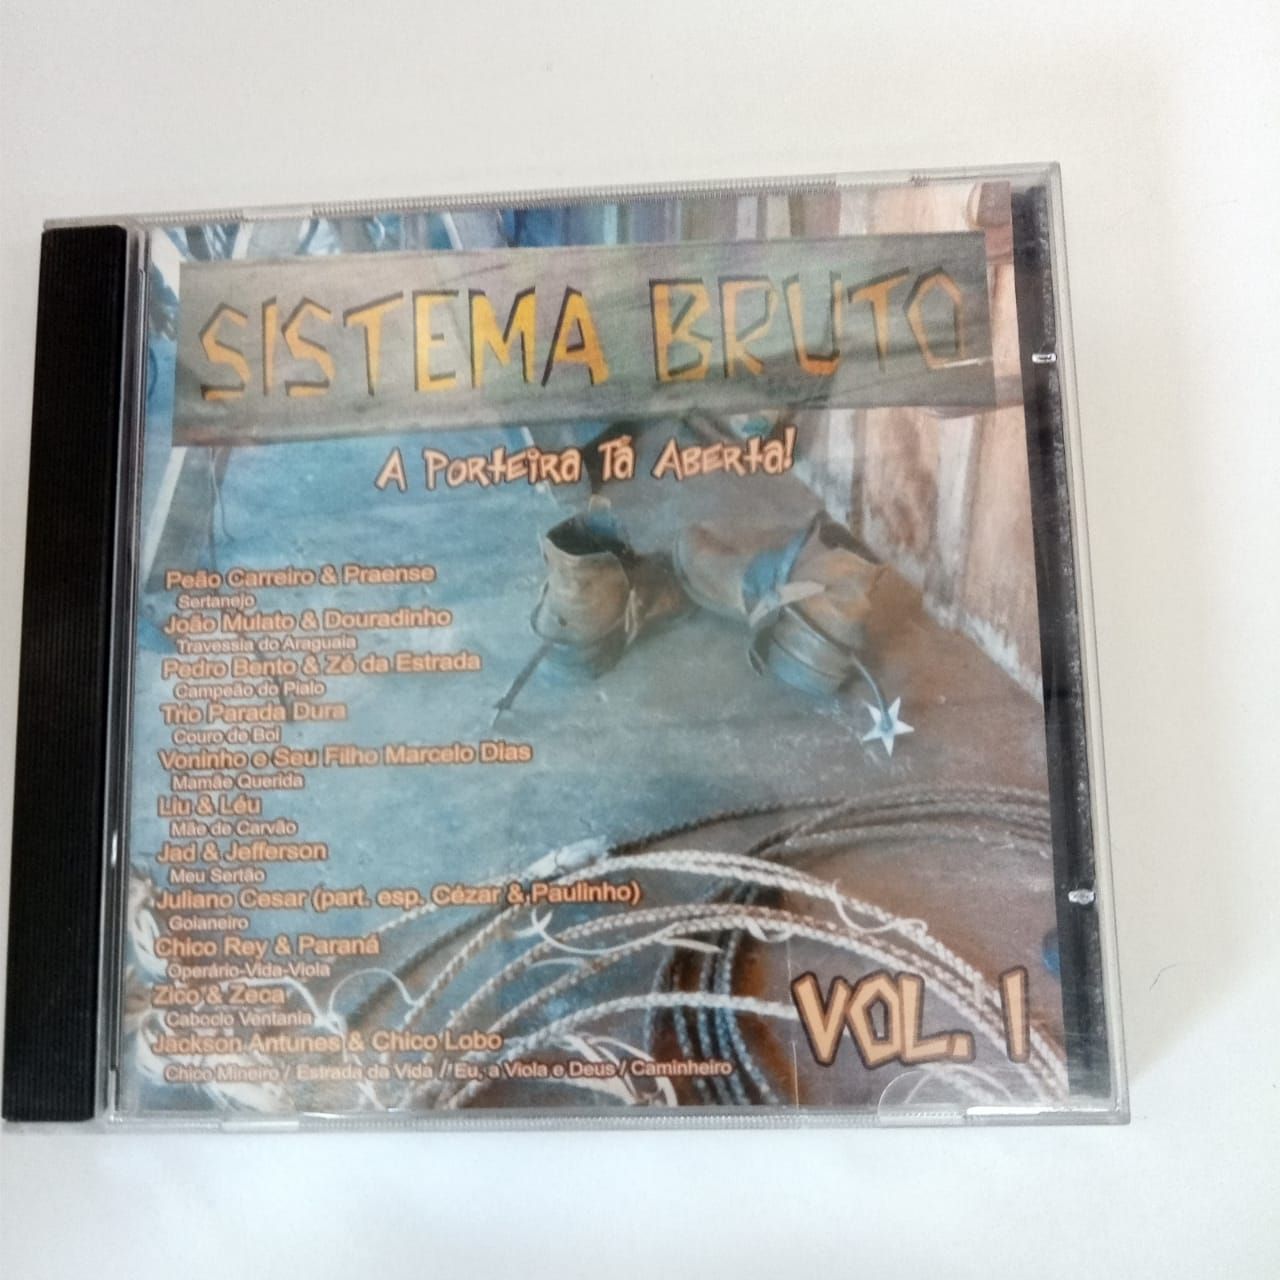 SISTEMA BRUTO
A PORTEIRA TÁ ABERTA!
Peão Carreiro & Praense
Sertanejo
João Mulato & Douradinho
Travessia do Araguaia
Pedro Bento & Zé da Estrada
Campeão do Pialo
Trio Parada Dura
Couro de Boi
Voninho e Seu Filho Marcelo Dias
Mamãe Querida
Liu & Léu
Mãe de Carvão
Jad & Jefferson
Meu Sertão
Juliano Cesar (part. esp. Cézar & Paulinho)
Goianeiro
Chico Rey & Paraná
Operário-Vida-Viola
Zico & Zeca
Caboclo Ventania
Jackson Antunes & Chico Lobo
Chico Mineiro / Estrada da Vida / Eu, a Viola e Deus / Caminheiro
VOL. 1